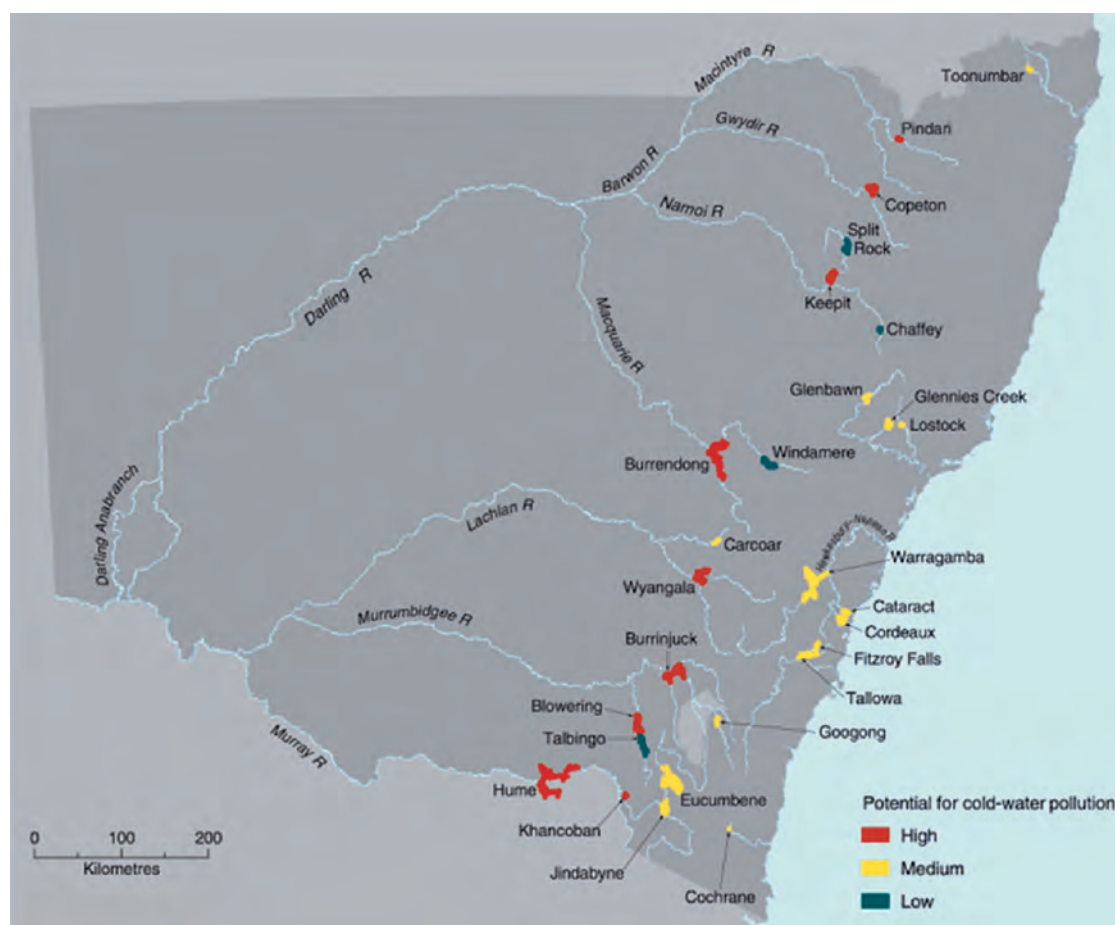 Macintyre R
Toonumbar
Gwydir R
Pindari
Barwon R
Namoi R
Copeton
Split
Rock
Darling R
Keepit
Macquarie R
Chaffey
Glenbawn
Glennies Creek
Lostock
Burrendong
Windamere
Darling Anabranch
Lachlan R
Carcoar
Hawkesbury-Nepean R
Warragamba
Wyangala
Cataract
Murrumbidgee R
Cordeaux
Burrinjuck
Fitzroy Falls
Tallowa
Blowering
Googong
Talbingo
Murray R
Hume
Eucumbene
Khancoban
Jindabyne
Cochrane
0 100 200
Kilometres
Potential for cold-water pollution
High
Medium
Low